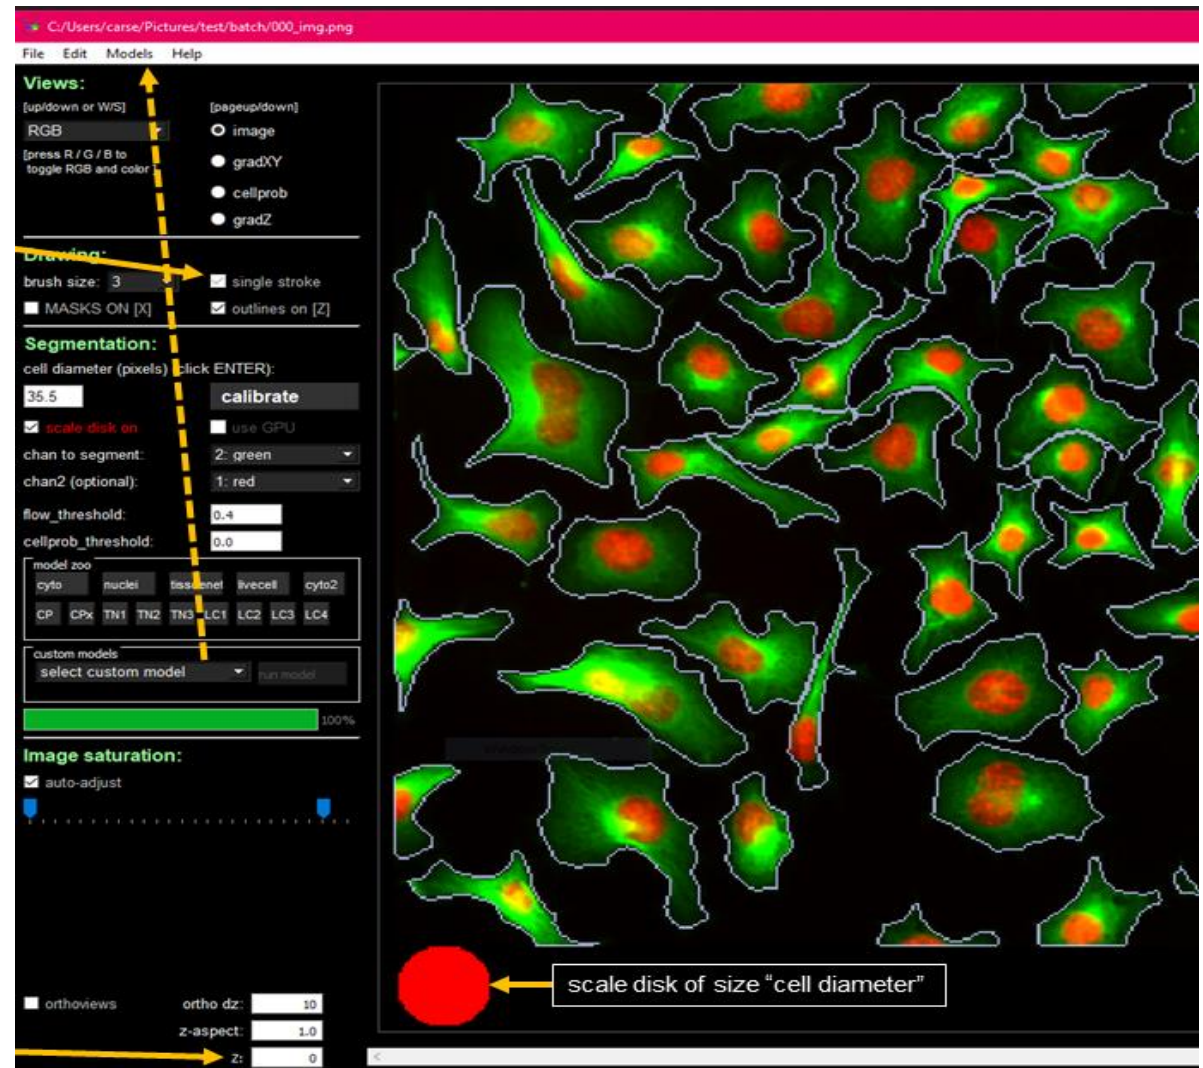 C:/Users/carse/Pictures/test/batch/000_img.png
File Edit Models Help
Views:
[up/down or W/S] [pageup/down]
RGB image
[press R / G / B to gradXY
toggle RGB and color ]
cellprob
gradZ
Drawing:
brush size: 3 single stroke
MASKS ON [X] outlines on [Z]
Segmentation:
cell diameter (pixels) (click ENTER):
35.5 calibrate
scale disk on use GPU
chan to segment: 2: green
chan2 (optional): 1: red
flow_threshold: 0.4
cellprob_threshold: 0.0
model zoo
cyto nuclei tissuenet livecell cyto2
CP CPx TN1 TN2 TN3 LC1 LC2 LC3 LC4
custom models
select custom model run model
100%
Image saturation:
auto-adjust
scale disk of size “cell diameter”
orthoviews ortho dz: 10
z-aspect: 1.0
Z: 0